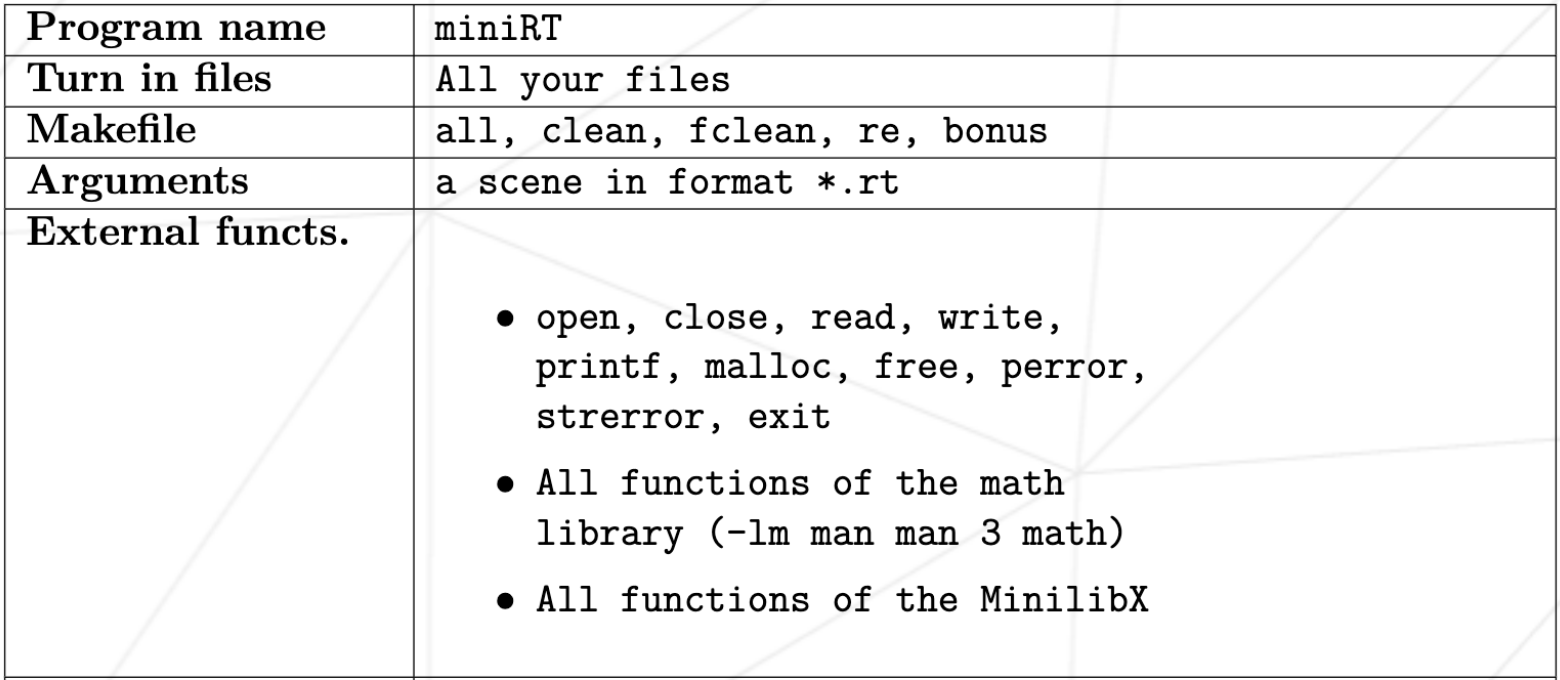 Program name miniRT
Turn in files All your files
Makefile all, clean, fclean, re, bonus
Arguments a scene in format *.rt
External functs.
• open, close, read, write,
printf, malloc, free, perror,
strerror, exit
• All functions of the math
library (-lm man man 3 math)
• All functions of the MinilibX